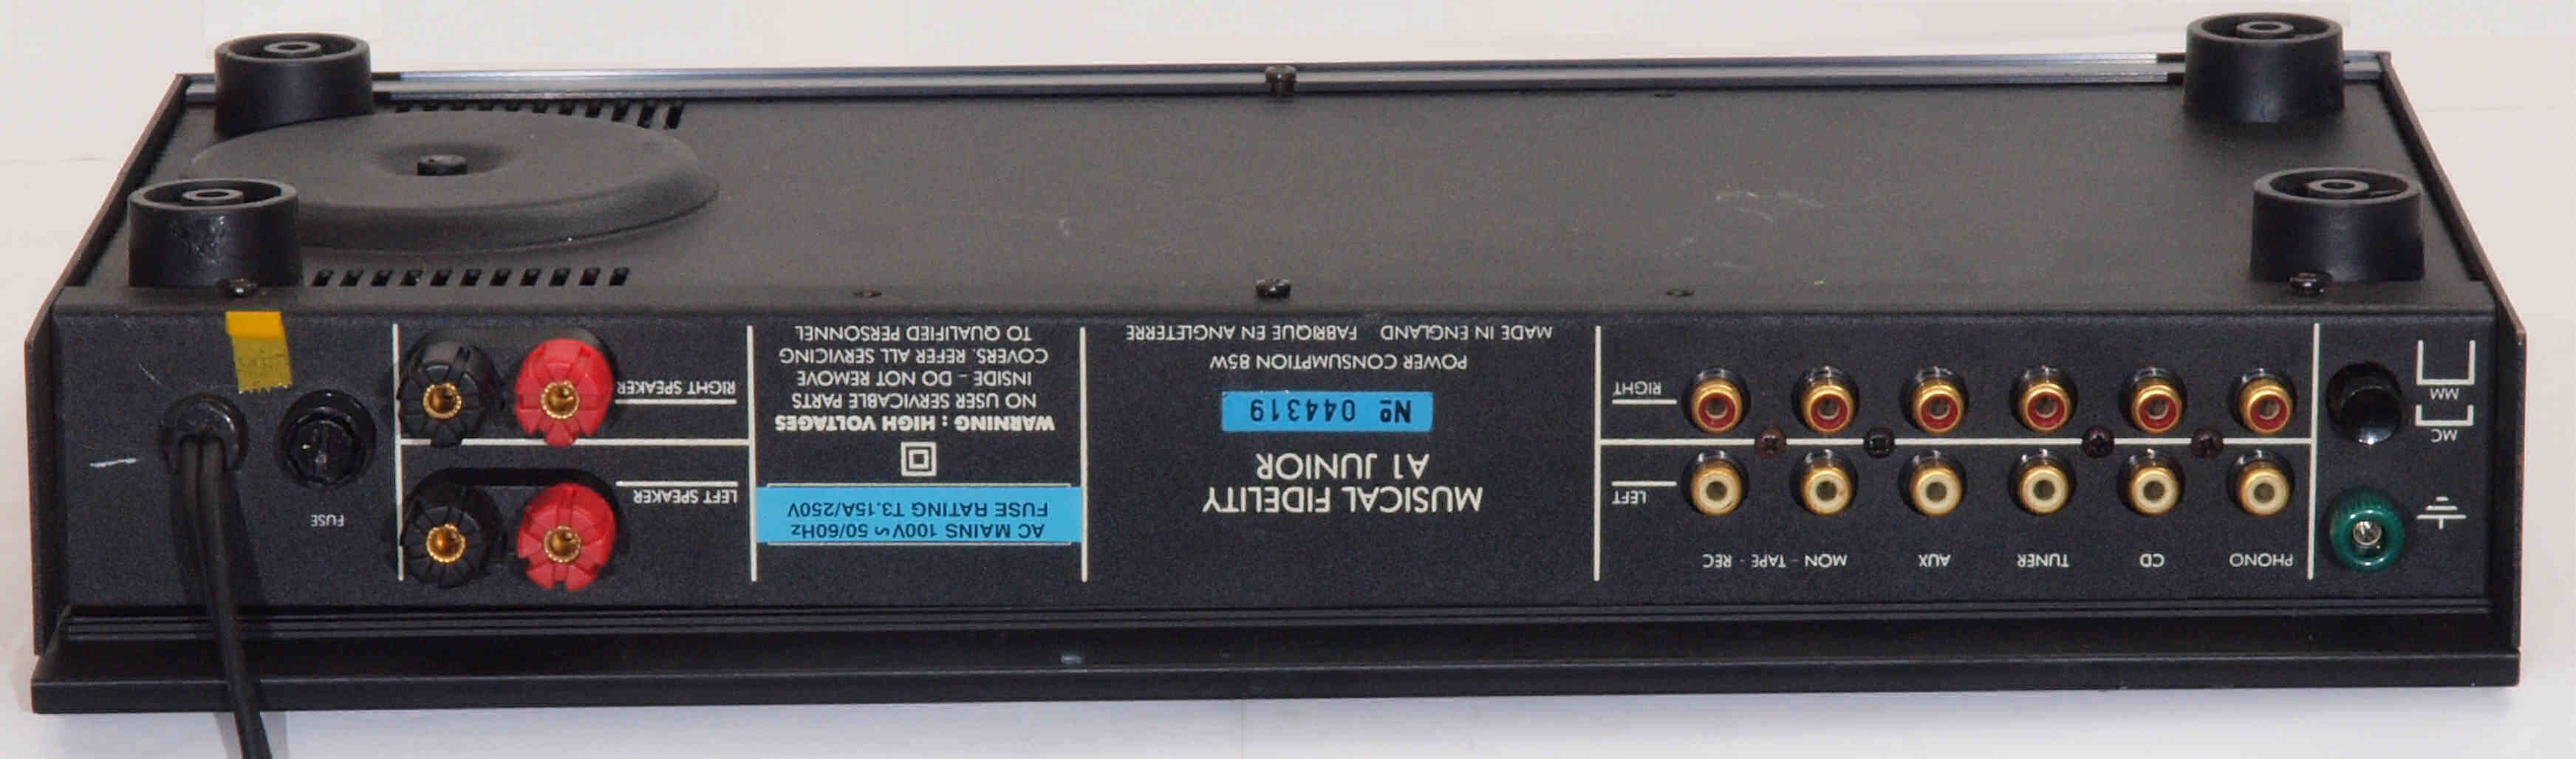 MC
MM
PHONO CD TUNER AUX MON - TAPE - REC
LEFT
RIGHT
MUSICAL FIDELITY
A1 JUNIOR
Nº 044319
POWER CONSUMPTION 85W
MADE IN ENGLAND FABRIQUE EN ANGLETERRE
AC MAINS 100V ∽ 50/60Hz
FUSE RATING T3.15A/250V
WARNING : HIGH VOLTAGES
NO USER SERVICABLE PARTS
INSIDE - DO NOT REMOVE
COVERS. REFER ALL SERVICING
TO QUALIFIED PERSONNEL
LEFT SPEAKER
RIGHT SPEAKER
FUSE